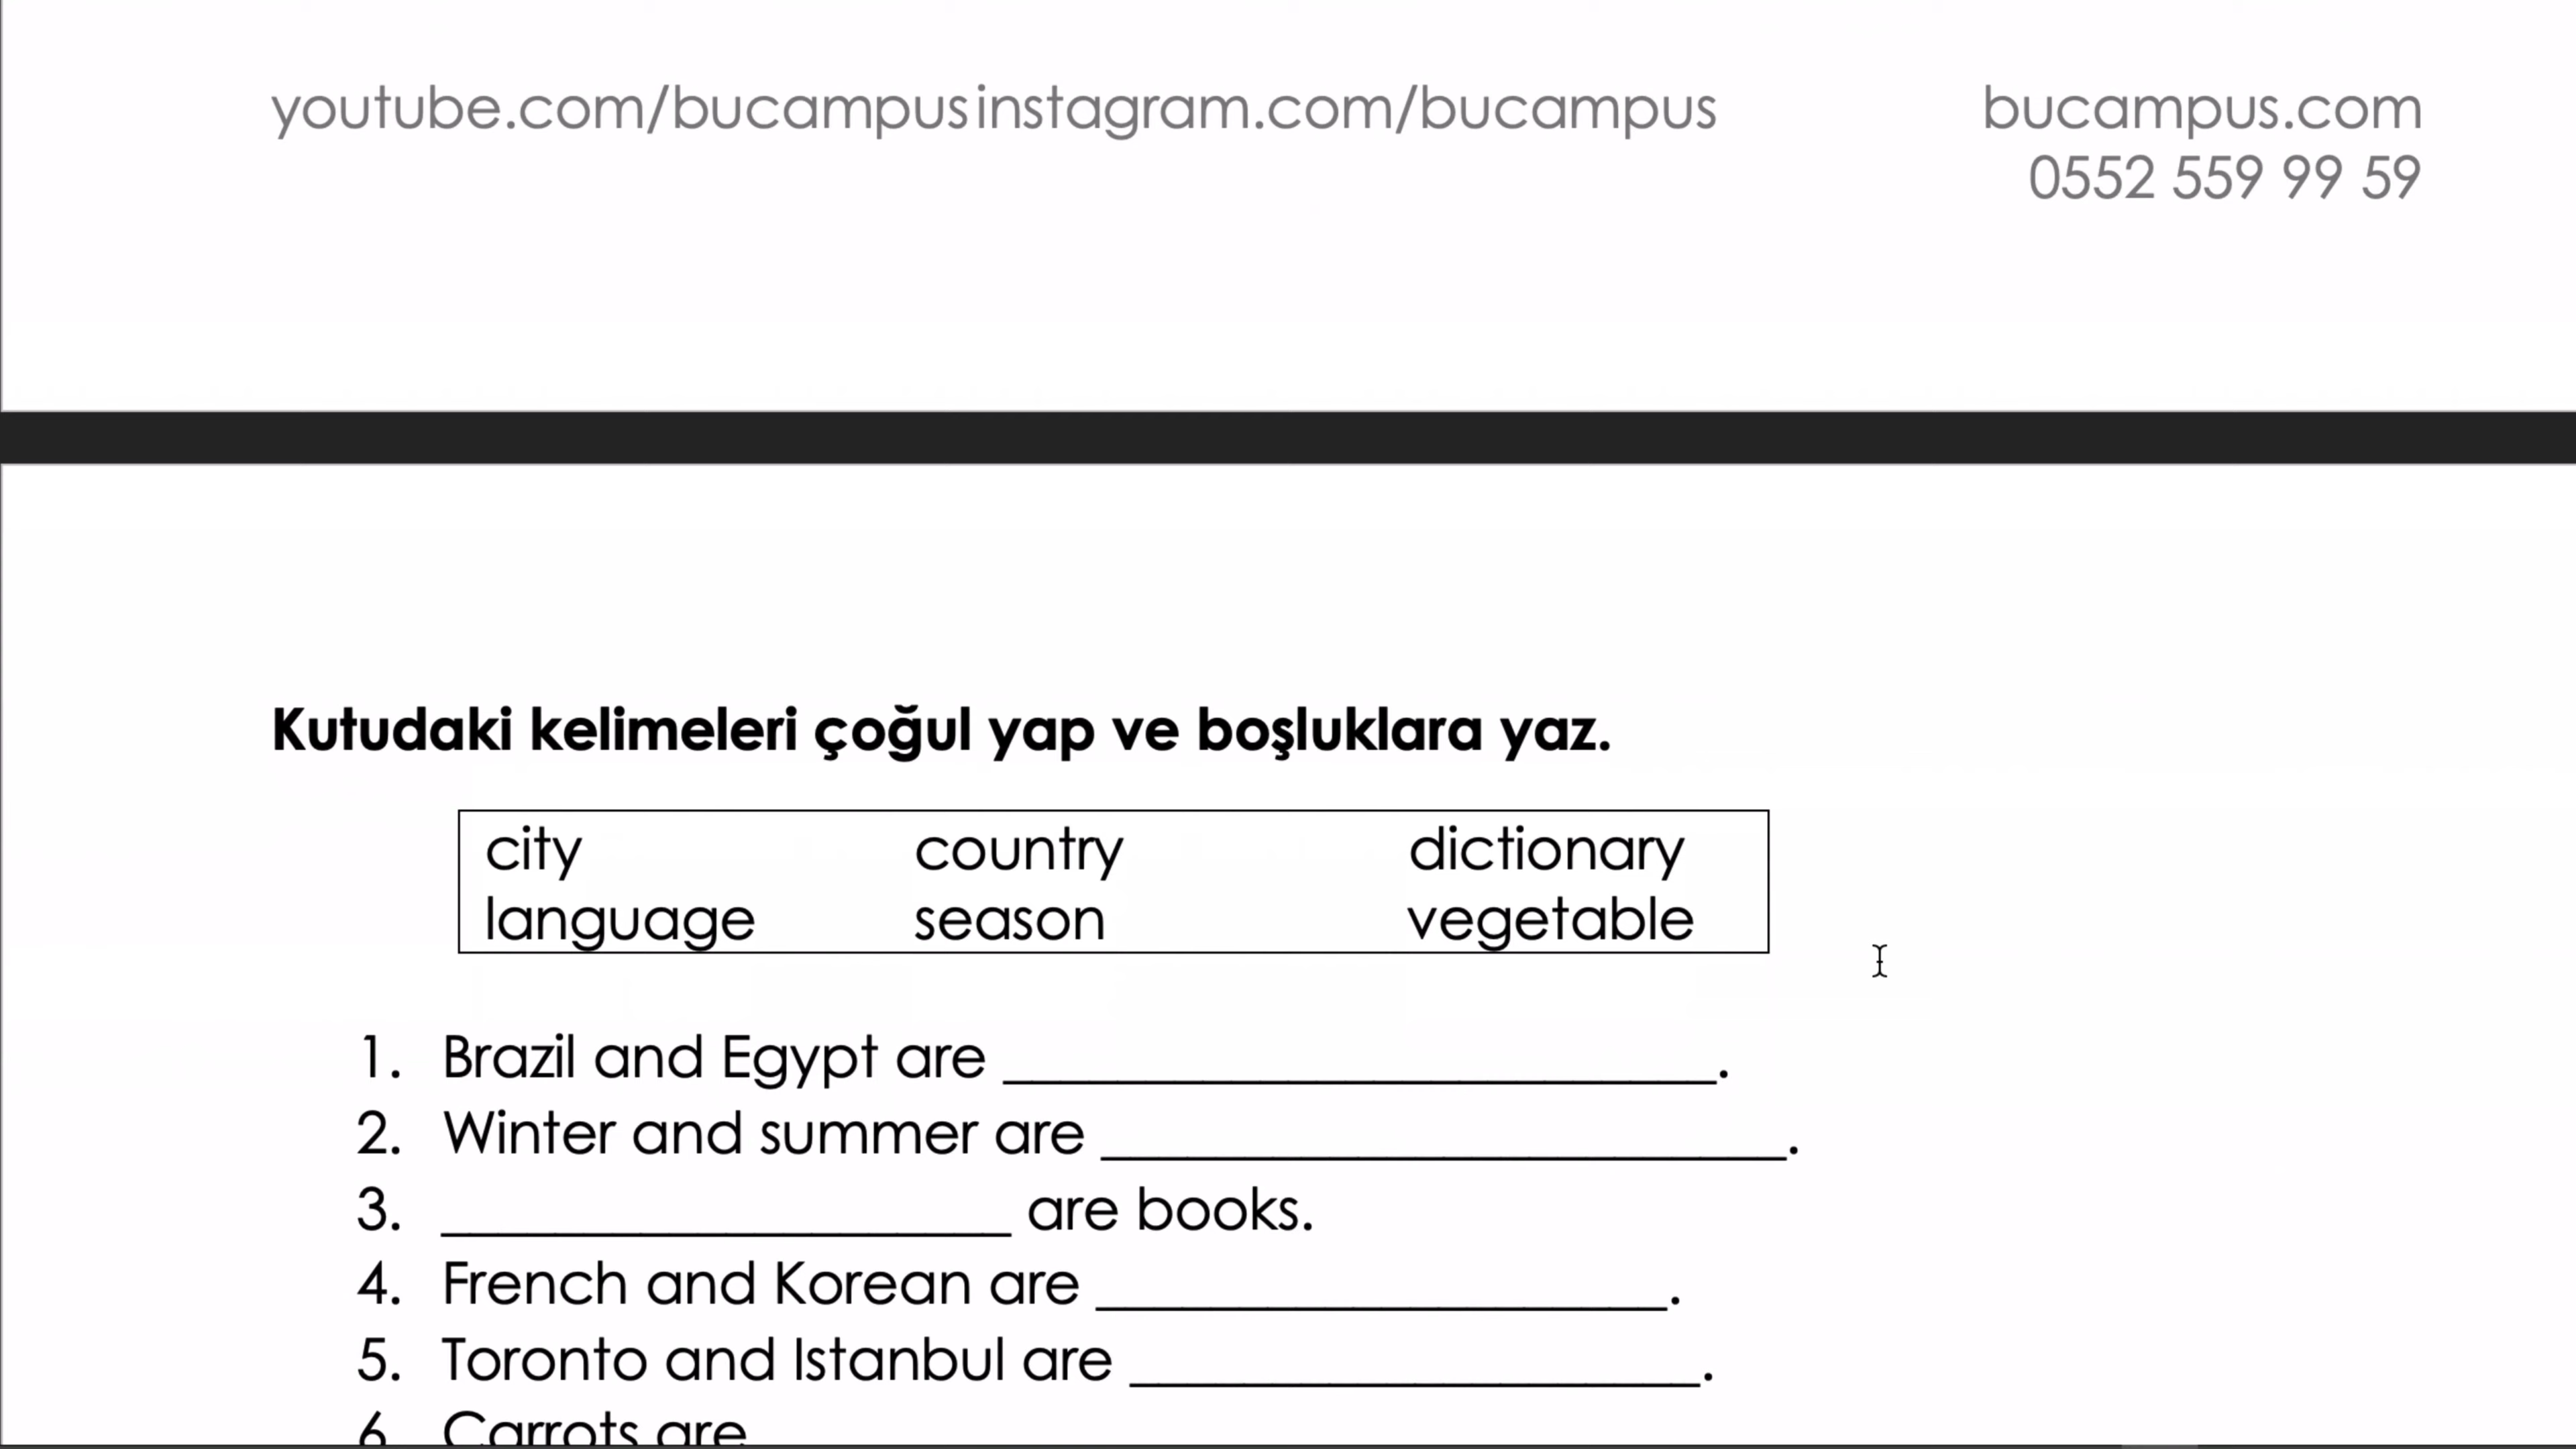 youtube.com/bucampus instagram.com/bucampus bucampus.com
0552 559 99 59
Kutudaki kelimeleri çoğul yap ve boşluklara yaz.
city country dictionary
language season vegetable
1. Brazil and Egypt are ____________________.
2. Winter and summer are ____________________.
3. ____________________ are books.
4. French and Korean are ____________________.
5. Toronto and Istanbul are ____________________.
6 Carrots are